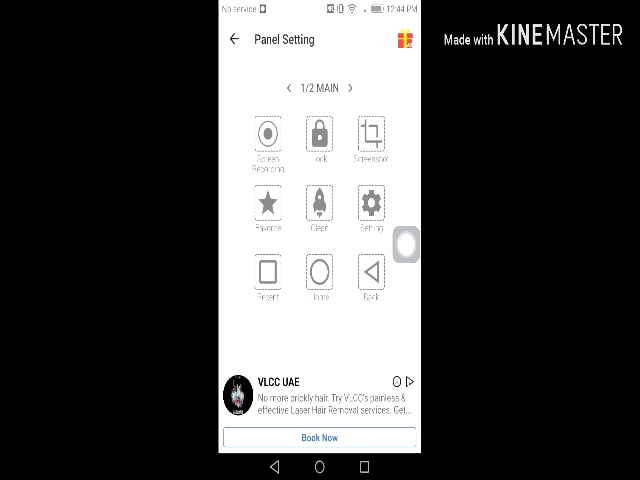 No service 12:44 PM
Panel Setting
Made with KINEMASTER
1/2 MAIN
Screen Recording
Lock
Screenshot
Favorite
Clean
Setting
Recent
Home
Back
VLCC UAE
No more prickly hair. Try VLCC's painless &
effective Laser Hair Removal services. Get...
Book Now